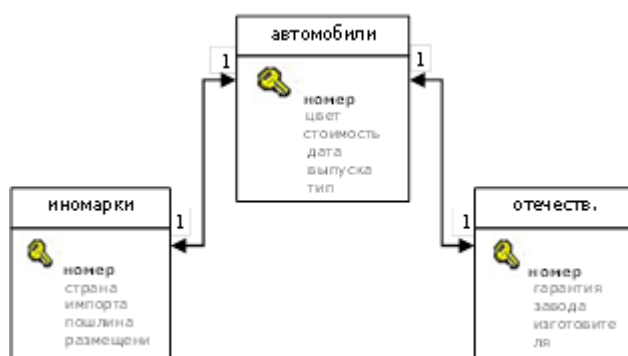 автомобили
1
1
номер
цвет
стоимость
дата
выпуска
тип
иномарки
1
номер
страна
импорта
пошлина
размещени
1
отечеств.
номер
гарантия
завода
изготовите
ля